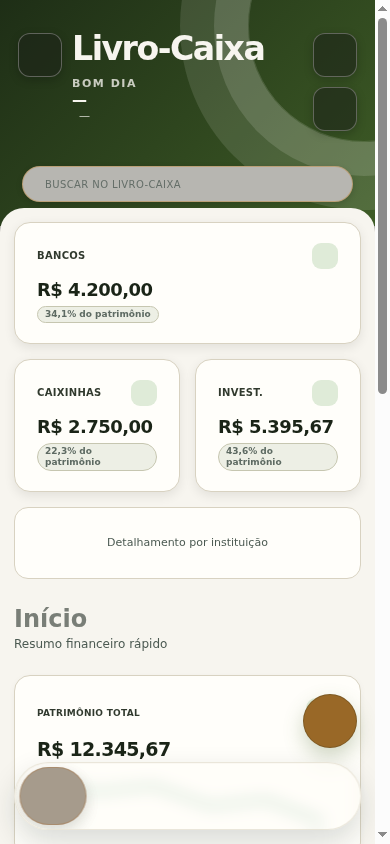 Livro-Caixa
BOM DIA
—
—
BUSCAR NO LIVRO-CAIXA
BANCOS
R$ 4.200,00
34,1% do patrimônio
CAIXINHAS
R$ 2.750,00
22,3% do
patrimônio
INVEST.
R$ 5.395,67
43,6% do
patrimônio
Detalhamento por instituição
Início
Resumo financeiro rápido
PATRIMÔNIO TOTAL
R$ 12.345,67